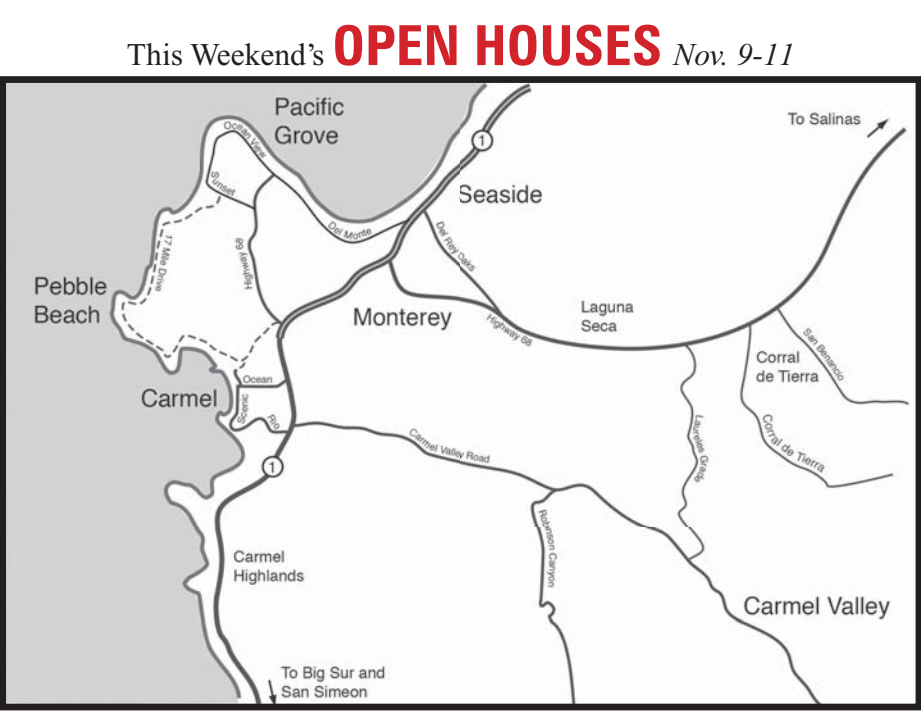 This Weekend's OPEN HOUSES Nov. 9-11
Pacific
Grove
To Salinas
Ocean View
1
Sunset
Seaside
Del Monte
Del Rey Oaks
17 Mile Drive
Highway 68
Pebble
Beach
Monterey
Laguna
Seca
Highway 68
San Benancio
Corral
de Tierra
Ocean
Carmel
Scenic
Rio
Carmel Valley Road
Laureles Grade
Corral de Tierra
1
Robinson Canyon
Carmel
Highlands
Carmel Valley
To Big Sur and
San Simeon